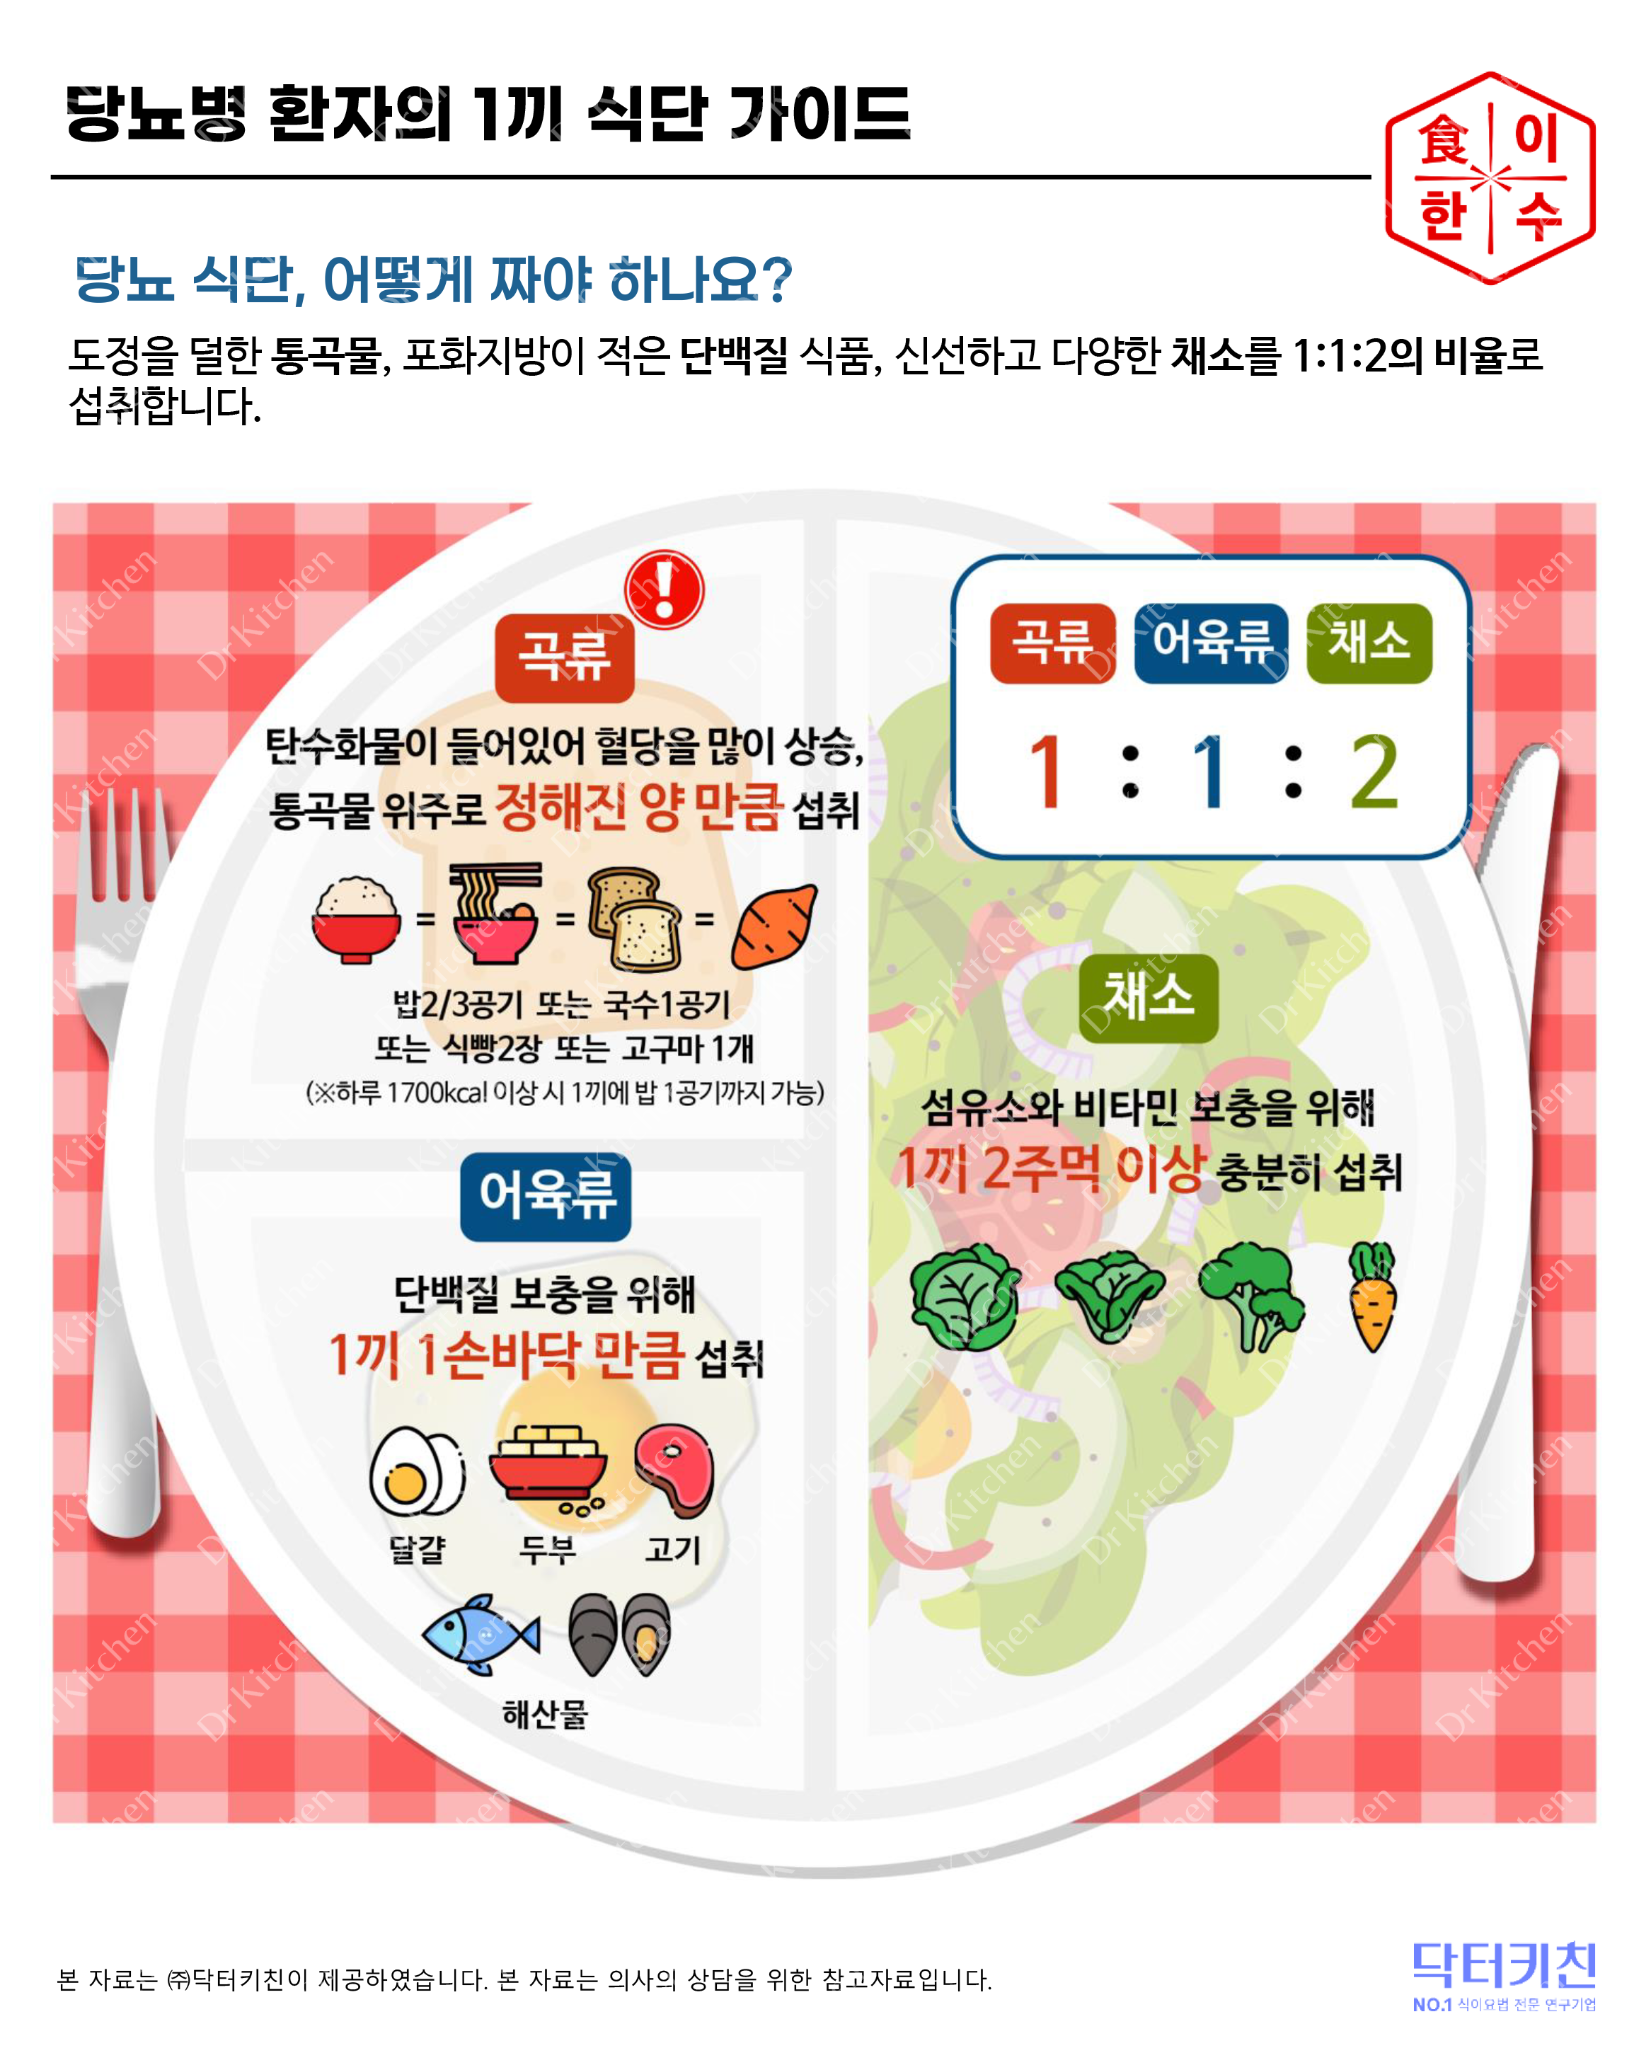 당뇨병 환자의 1끼 식단 가이드
食 이
한 수
당뇨 식단, 어떻게 짜야 하나요?
도정을 덜한 통곡물, 포화지방이 적은 단백질 식품, 신선하고 다양한 채소를 1:1:2의 비율로
섭취합니다.
곡류
탄수화물이 들어있어 혈당을 많이 상승,
통곡물 위주로 정해진 양 만큼 섭취
= = =
밥2/3공기 또는 국수1공기
또는 식빵2장 또는 고구마 1개
(※하루 1700kcal 이상 시 1끼에 밥 1공기까지 가능)
곡류 어육류 채소
1 : 1 : 2
채소
섬유소와 비타민 보충을 위해
1끼 2주먹 이상 충분히 섭취
어육류
단백질 보충을 위해
1끼 1손바닥 만큼 섭취
달걀 두부 고기
해산물
본 자료는 ㈜닥터키친이 제공하였습니다. 본 자료는 의사의 상담을 위한 참고자료입니다.
닥터키친
NO.1 식이요법 전문 연구기업
Dr Kitchen